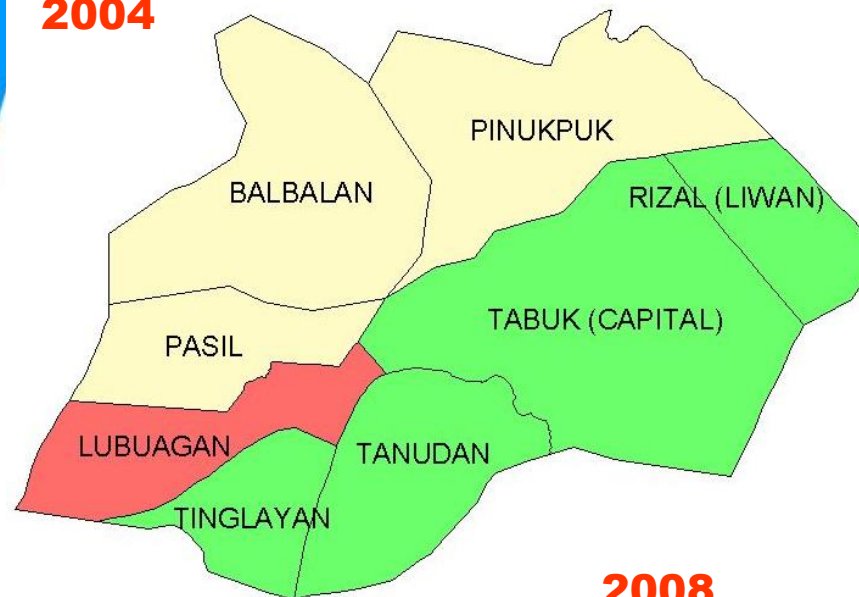 2004
PINUKPUK
BALBALAN
RIZAL (LIWAN)
TABUK (CAPITAL)
PASIL
LUBUAGAN
TANUDAN
TINGLAYAN
2008